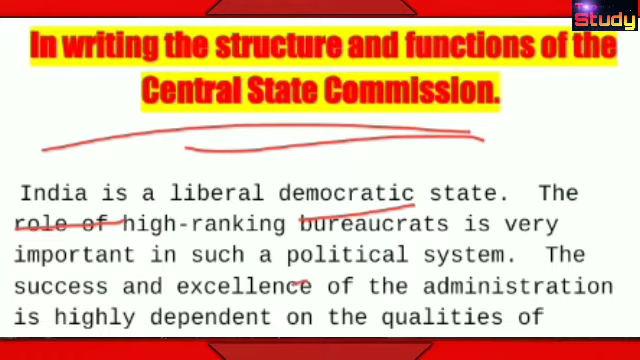 The
Study
In writing the structure and functions of the
Central State Commission.
India is a liberal democratic state. The
role of high-ranking bureaucrats is very
important in such a political system. The
success and excellence of the administration
is highly dependent on the qualities of